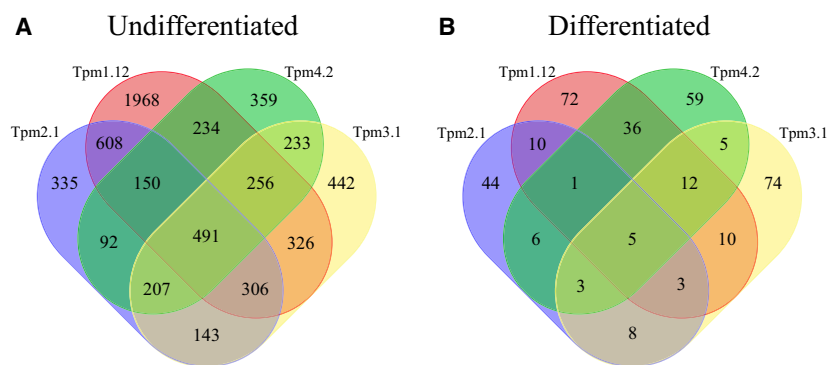 A Undifferentiated
Tpm1.12 Tpm4.2
1968 359
Tpm2.1 Tpm3.1
608 234 233
335 150 256 442
92 491 326
207 306
143
B Differentiated
Tpm1.12 Tpm4.2
72 59
Tpm2.1 Tpm3.1
10 36 5
44 1 12 74
6 5 10
3 3
8